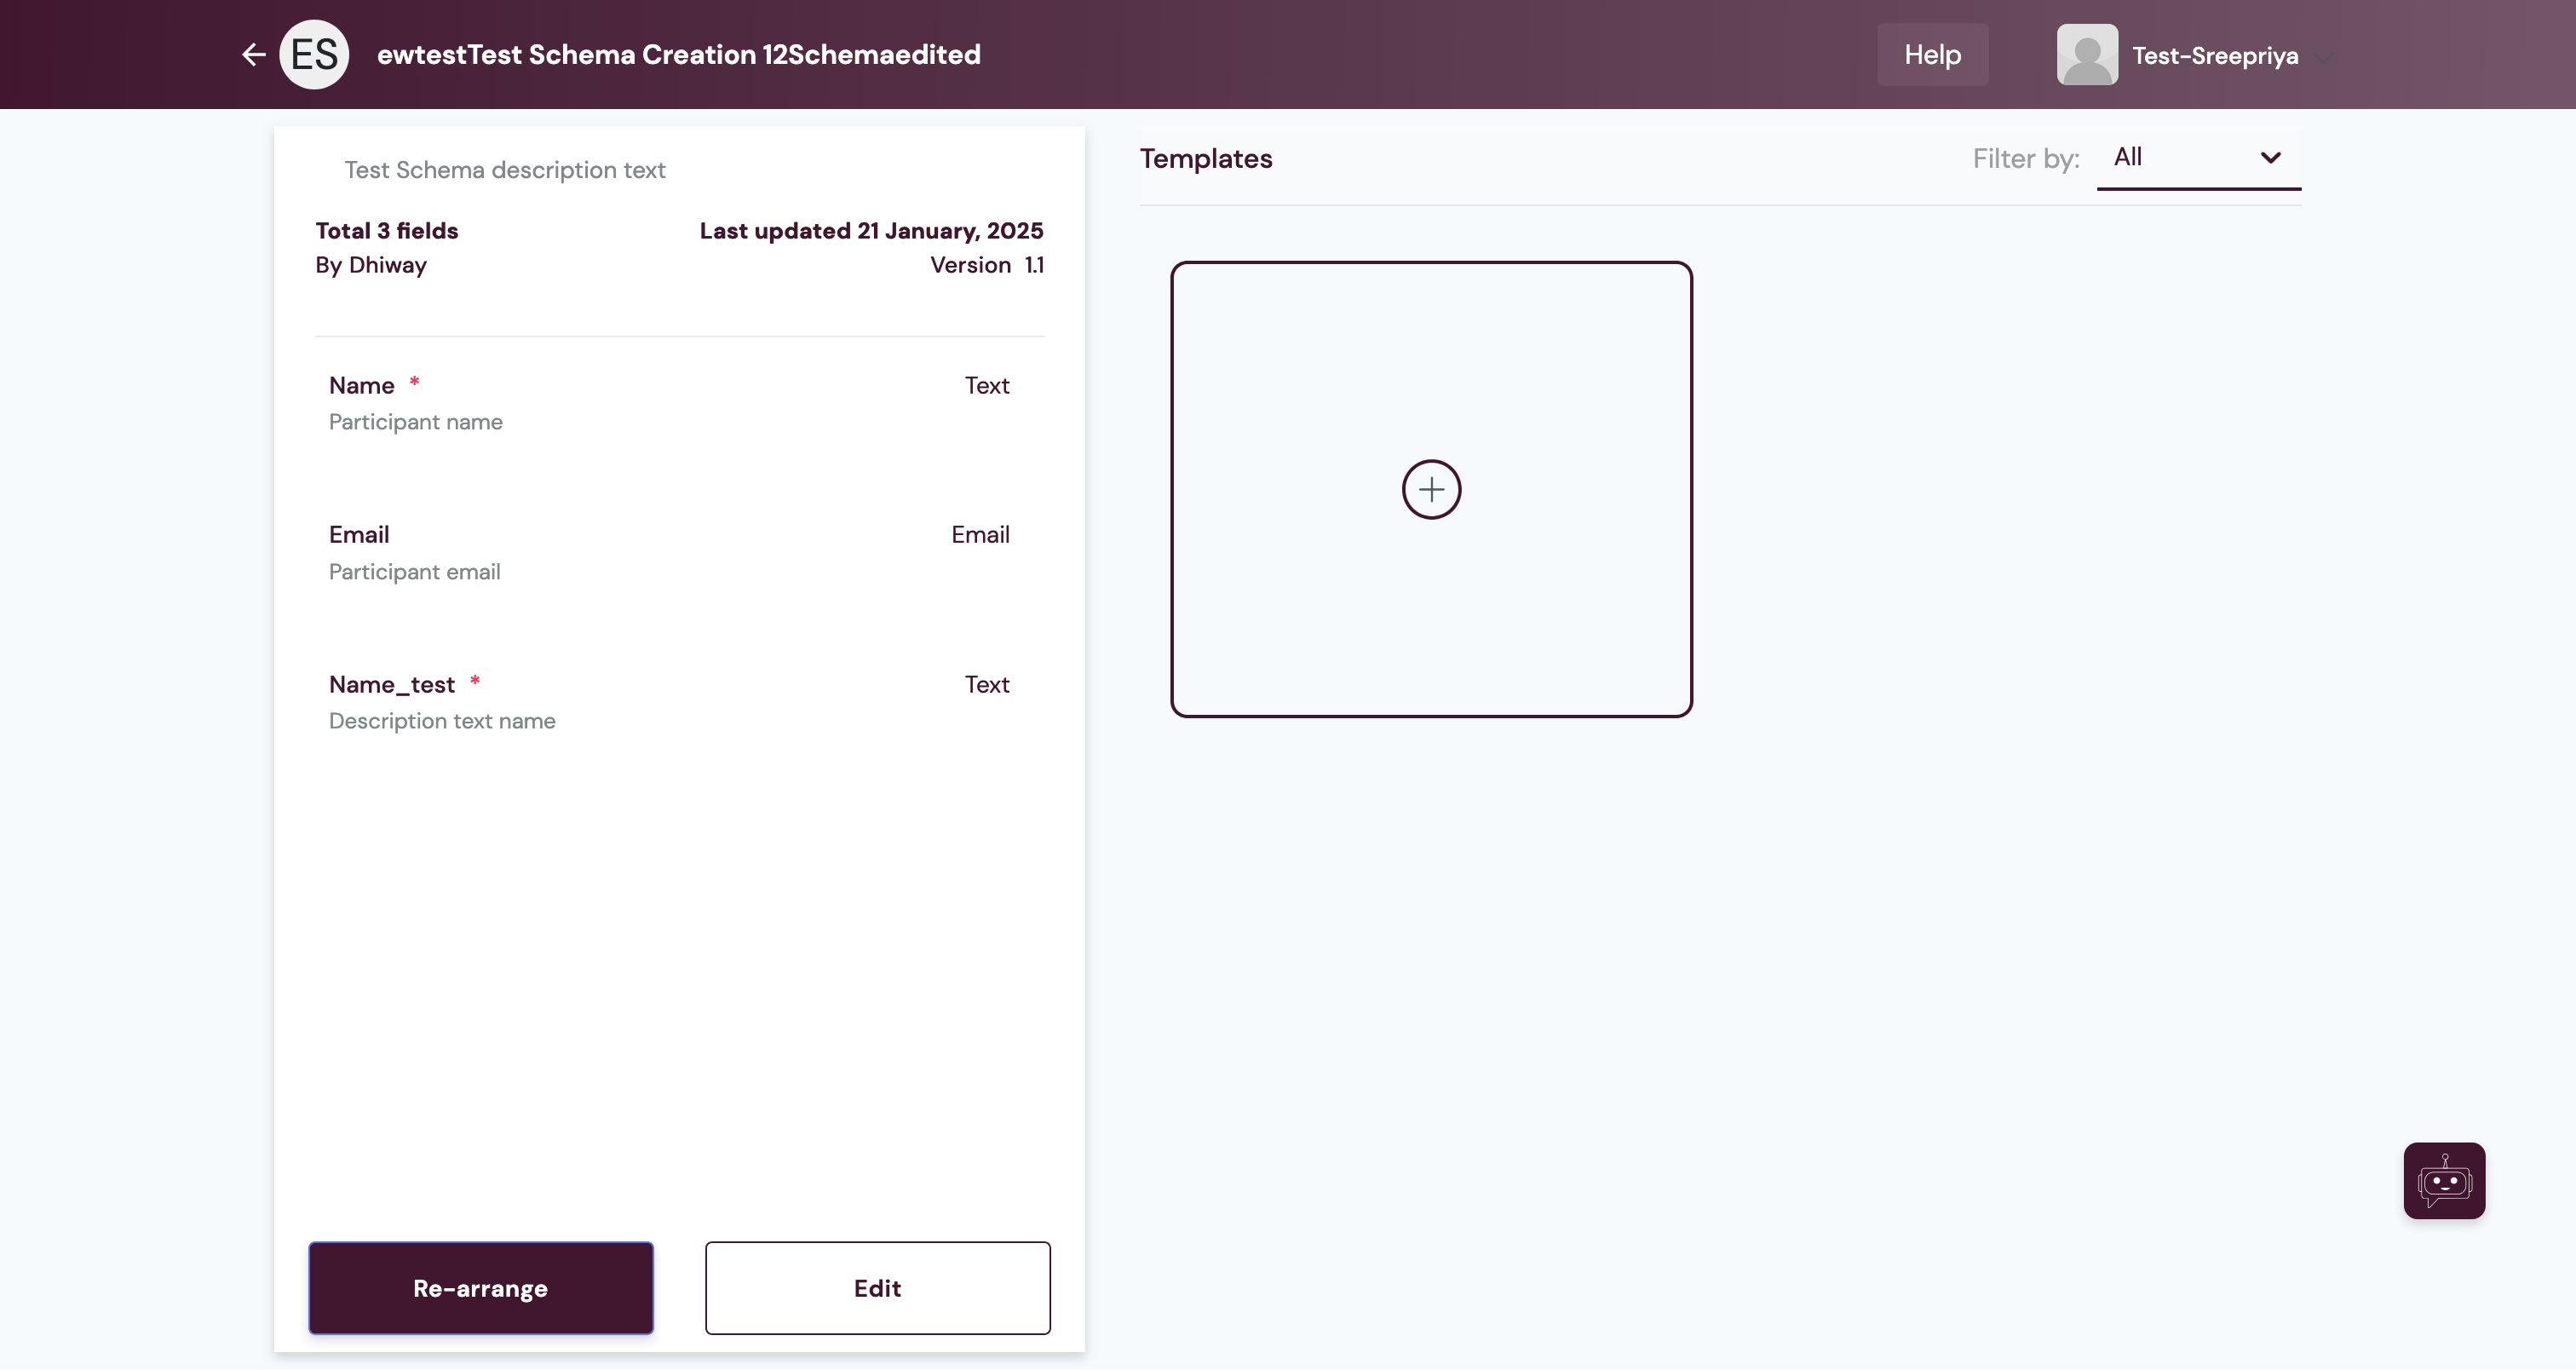 ES ewtestTest Schema Creation 12Schemaedited Help Test-Sreepriya
Test Schema description text
Total 3 fields Last updated 21 January, 2025
By Dhiway Version 1.1
Name * Text
Participant name
Email Email
Participant email
Name_test * Text
Description text name
Re-arrange Edit
Templates Filter by: All